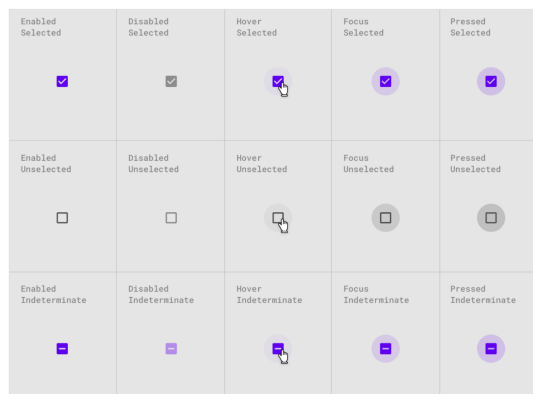 Enabled
Selected
Disabled
Selected
Hover
Selected
Focus
Selected
Pressed
Selected
Enabled
Unselected
Disabled
Unselected
Hover
Unselected
Focus
Unselected
Pressed
Unselected
Enabled
Indeterminate
Disabled
Indeterminate
Hover
Indeterminate
Focus
Indeterminate
Pressed
Indeterminate